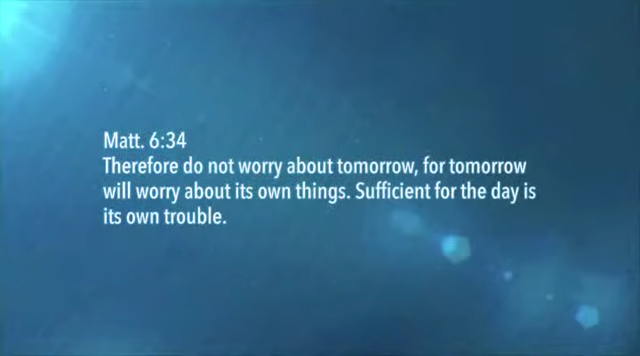 Matt. 6:34
Therefore do not worry about tomorrow, for tomorrow
will worry about its own things. Sufficient for the day is
its own trouble.